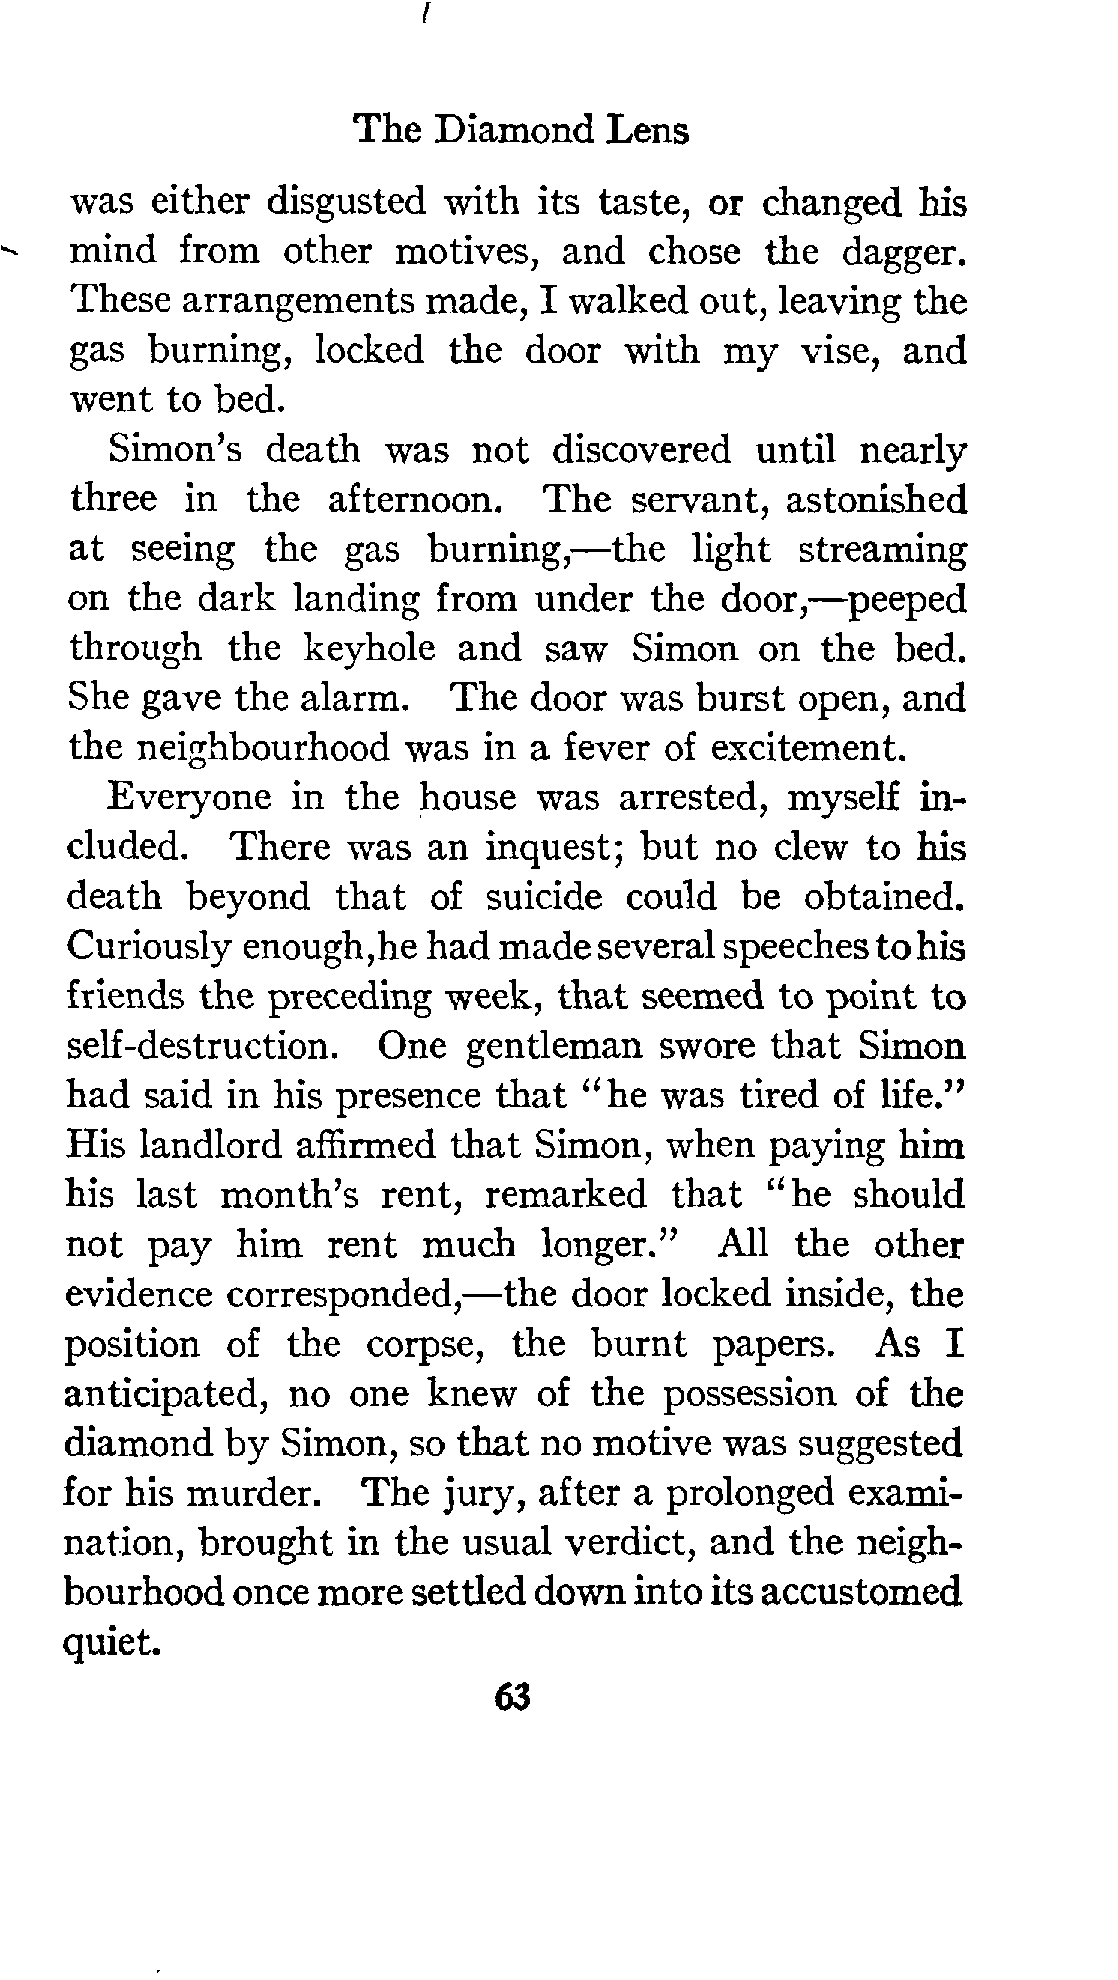 The Diamond Lens
was either disgusted with its taste, or changed his
mind from other motives, and chose the dagger.
These arrangements made, I walked out, leaving the
gas burning, locked the door with my vise, and
went to bed.
Simon's death was not discovered until nearly
three in the afternoon. The servant, astonished
at seeing the gas burning,—the light streaming
on the dark landing from under the door,—peeped
through the keyhole and saw Simon on the bed.
She gave the alarm. The door was burst open, and
the neighbourhood was in a fever of excitement.
Everyone in the house was arrested, myself in-
cluded. There was an inquest; but no clew to his
death beyond that of suicide could be obtained.
Curiously enough, he had made several speeches to his
friends the preceding week, that seemed to point to
self-destruction. One gentleman swore that Simon
had said in his presence that "he was tired of life."
His landlord affirmed that Simon, when paying him
his last month's rent, remarked that "he should
not pay him rent much longer." All the other
evidence corresponded,—the door locked inside, the
position of the corpse, the burnt papers. As I
anticipated, no one knew of the possession of the
diamond by Simon, so that no motive was suggested
for his murder. The jury, after a prolonged exami-
nation, brought in the usual verdict, and the neigh-
bourhood once more settled down into its accustomed
quiet.
63